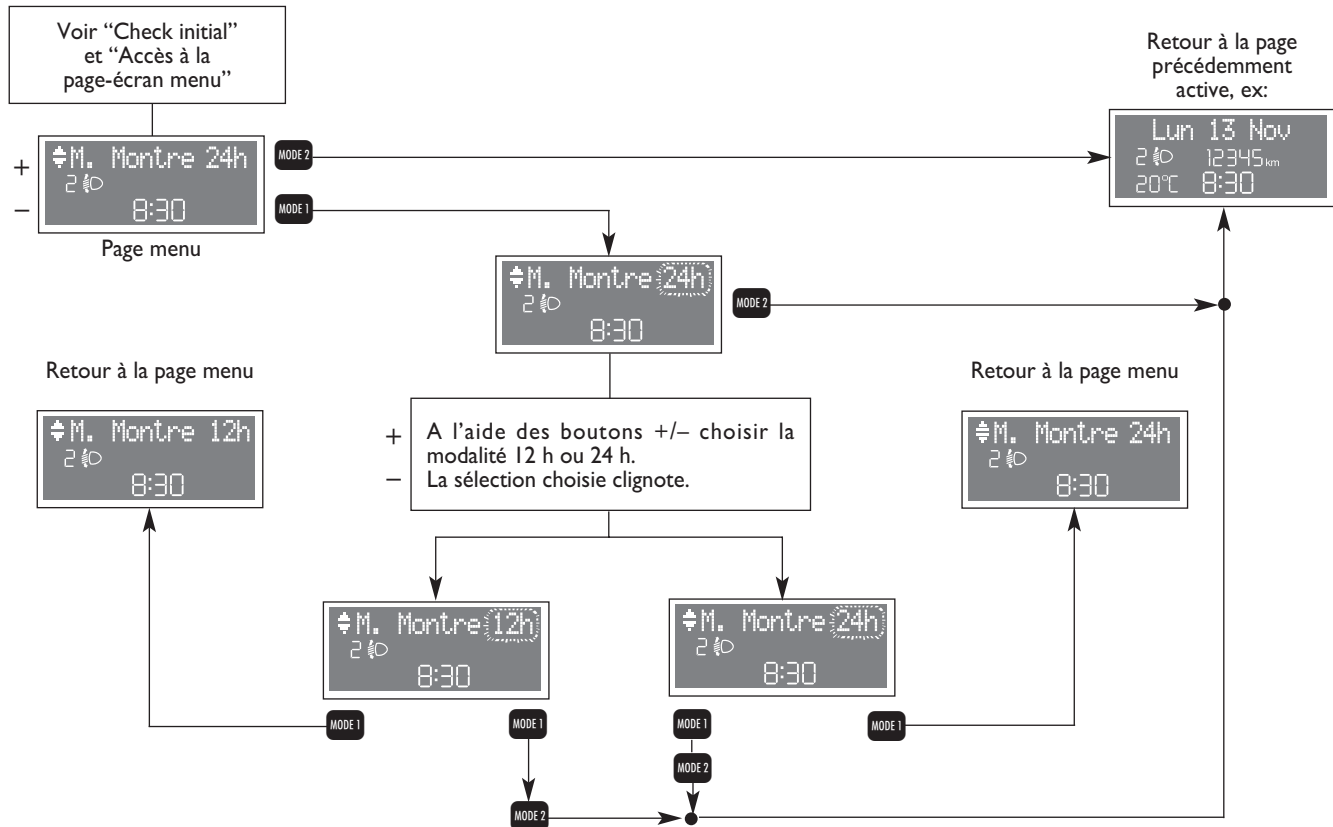 Voir “Check initial”
et “Accès à la
page-écran menu”
Retour à la page
précédemment
active, ex:
+
–
M. Montre 24h
2
8:30
Page menu
MODE 2
MODE 1
Lun 13 Nov
2 12345 km
20°C 8:30
M. Montre 24h
2
8:30
MODE 2
Retour à la page menu
M. Montre 12h
2
8:30
+
–
A l’aide des boutons +/– choisir la
modalité 12 h ou 24 h.
La sélection choisie clignote.
Retour à la page menu
M. Montre 24h
2
8:30
M. Montre 12h
2
8:30
M. Montre 24h
2
8:30
MODE 1
MODE 1
MODE 1
MODE 1
MODE 2
MODE 2